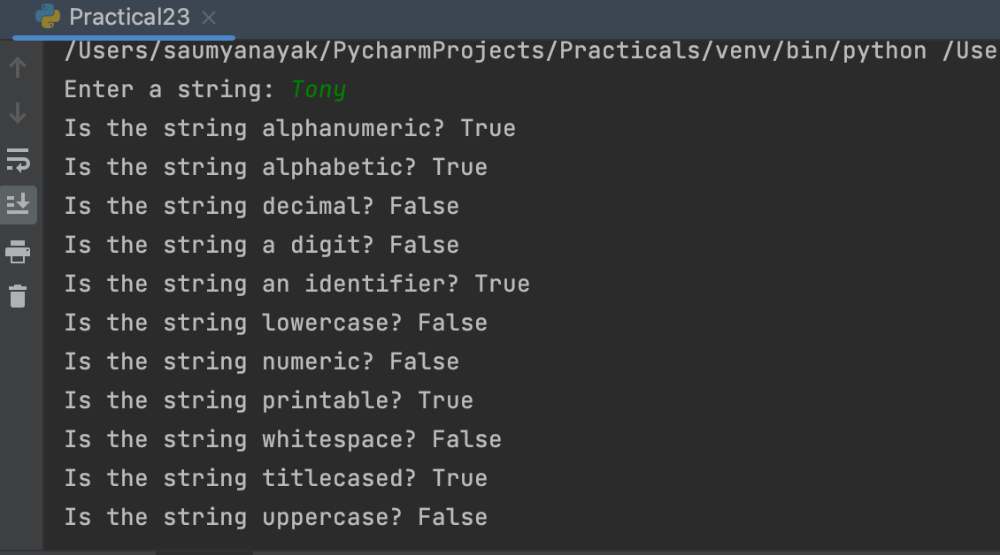 Practical23
/Users/saumyanayak/PycharmProjects/Practicals/venv/bin/python /Use
Enter a string: Tony
Is the string alphanumeric? True
Is the string alphabetic? True
Is the string decimal? False
Is the string a digit? False
Is the string an identifier? True
Is the string lowercase? False
Is the string numeric? False
Is the string printable? True
Is the string whitespace? False
Is the string titlecased? True
Is the string uppercase? False